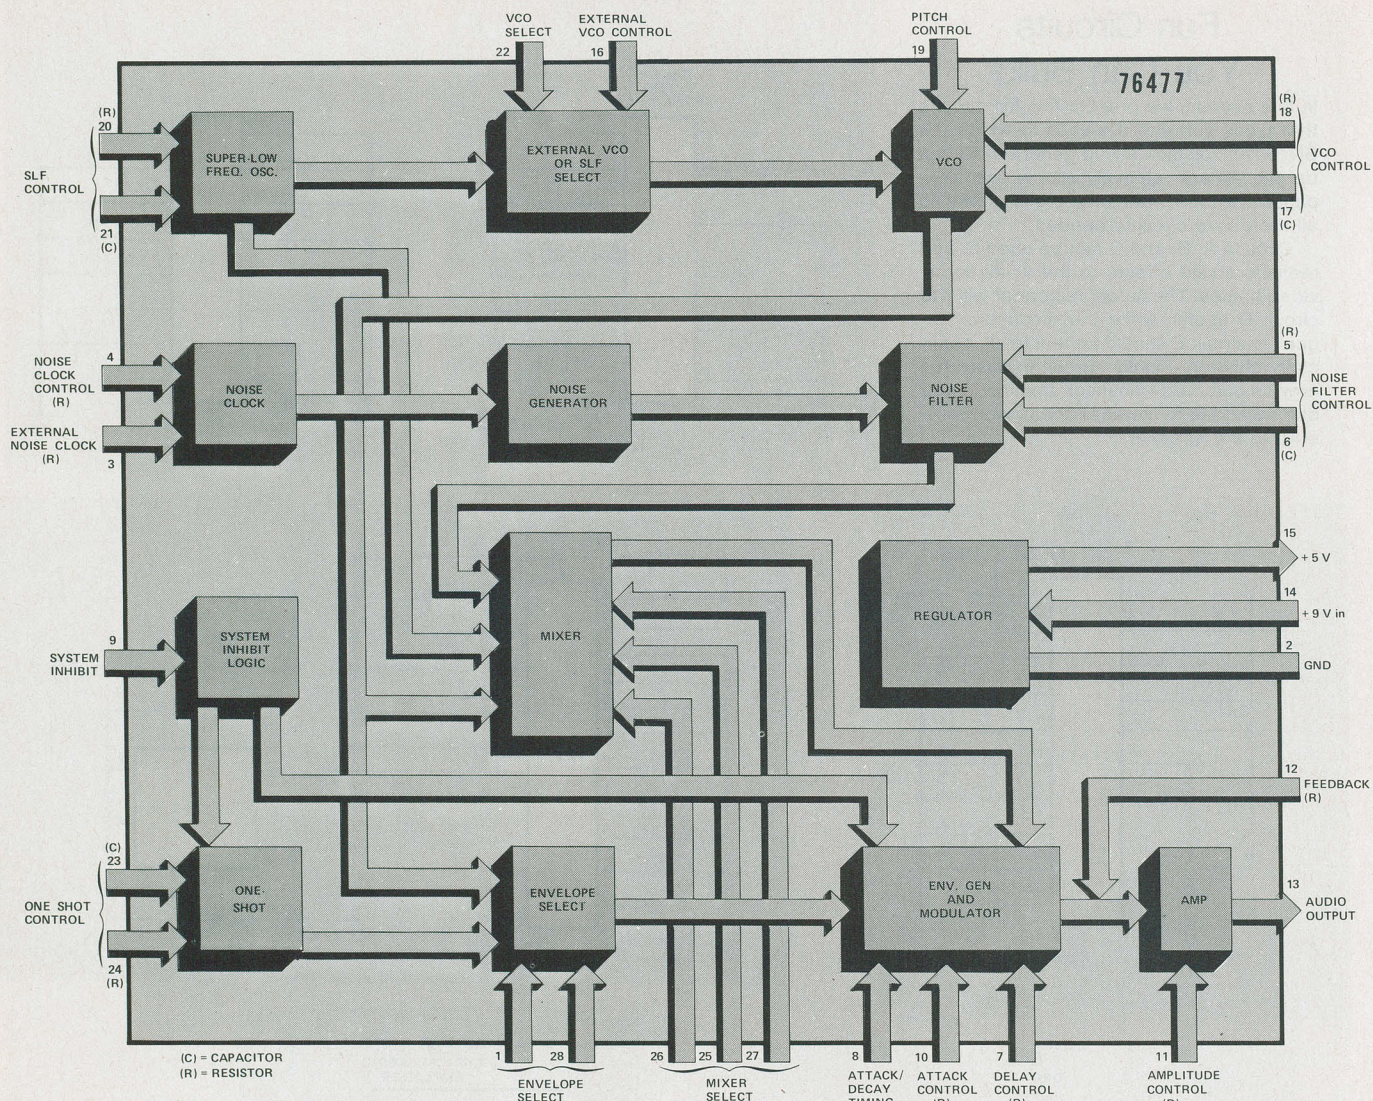 VCO
SELECT
22
EXTERNAL
VCO CONTROL
16
PITCH
CONTROL
19
76477
(R)
20
SLF
CONTROL
21
(C)
SUPER-LOW
FREQ. OSC.
EXTERNAL VCO
OR SLF
SELECT
VCO
(R)
18
VCO
CONTROL
17
(C)
NOISE
CLOCK
CONTROL
(R)
4
EXTERNAL
NOISE CLOCK
(R)
3
NOISE
CLOCK
NOISE
GENERATOR
NOISE
FILTER
(R)
5
NOISE
FILTER
CONTROL
6
(C)
MIXER
REGULATOR
15
+ 5 V
14
+ 9 V in
2
GND
9
SYSTEM
INHIBIT
SYSTEM
INHIBIT
LOGIC
12
FEEDBACK
(R)
(C)
23
ONE SHOT
CONTROL
24
(R)
ONE-
SHOT
ENVELOPE
SELECT
ENV. GEN
AND
MODULATOR
AMP
13
AUDIO
OUTPUT
(C) = CAPACITOR
(R) = RESISTOR
1
28
ENVELOPE
SELECT
26
25
27
MIXER
SELECT
8
ATTACK/
DECAY
TIMING
10
ATTACK
CONTROL
(R)
7
DELAY
CONTROL
(R)
11
AMPLITUDE
CONTROL
(R)